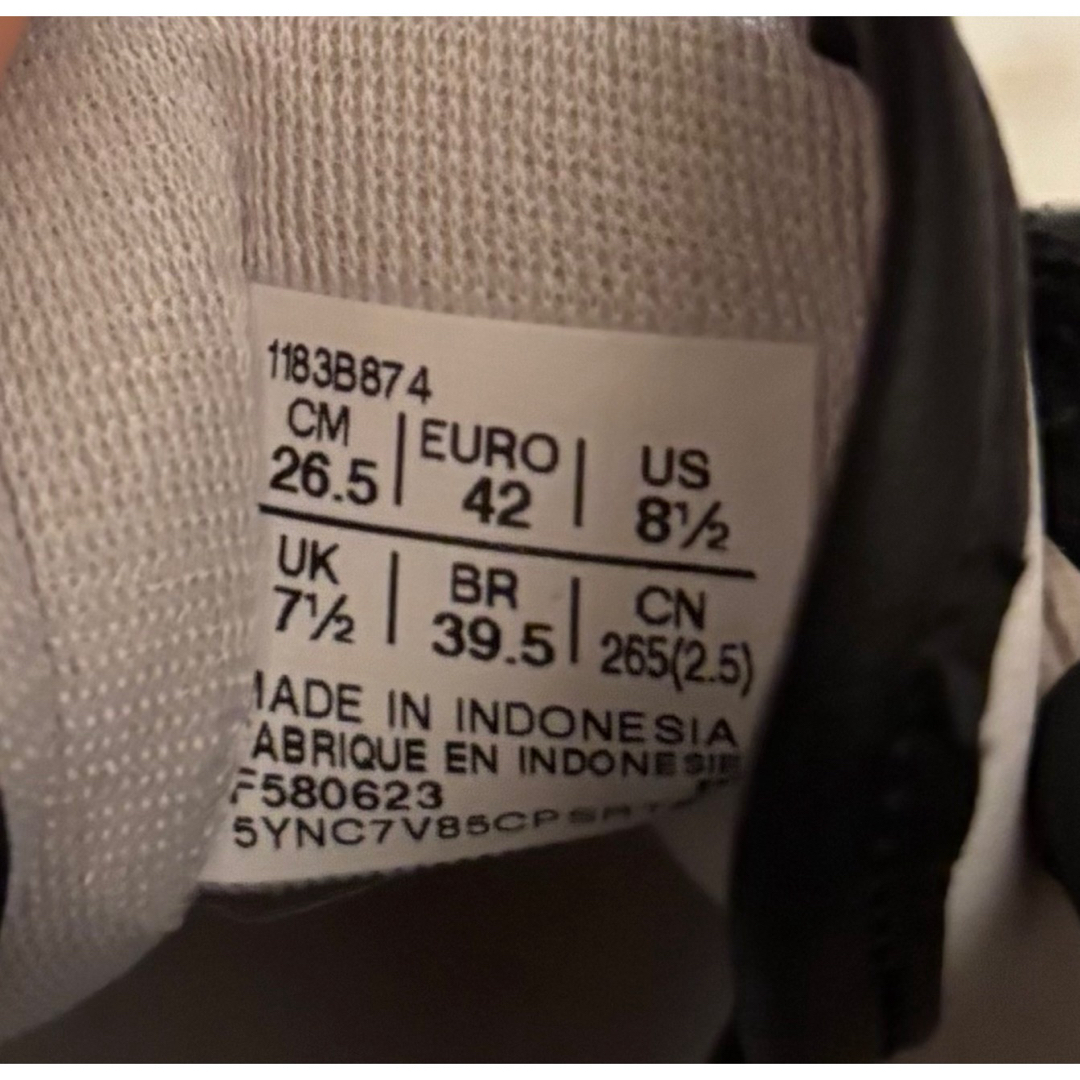 1183B874
CM | EURO | US
26.5 | 42 | 8½
UK | BR | CN
7½ | 39.5 | 265(2.5)
MADE IN INDONESIA
FABRIQUE EN INDONESIE
F580623